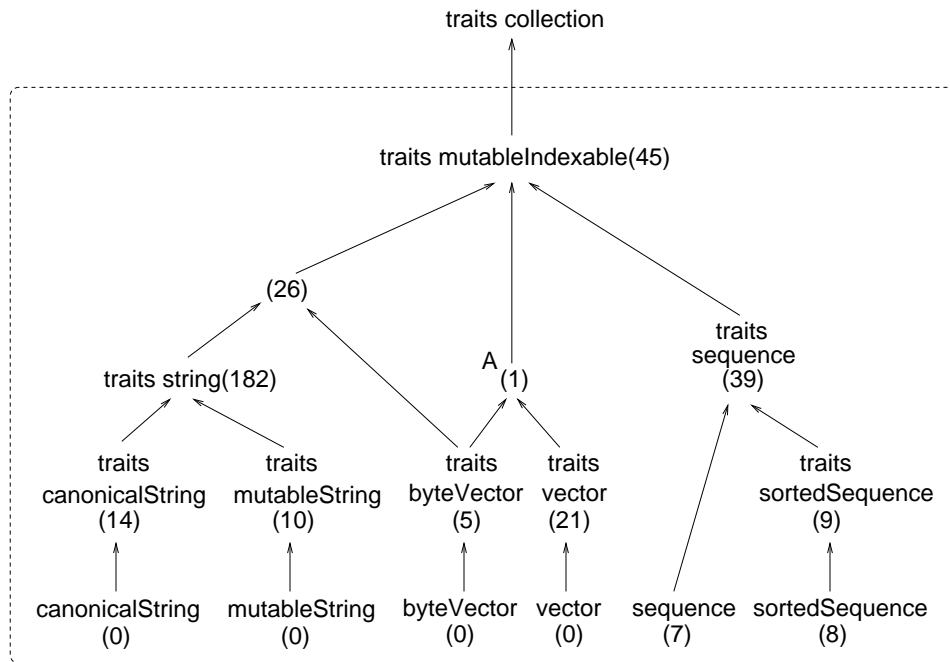 traits collection
traits mutableIndexable(45)
(26)
traits
sequence
(39)
A
(1)
traits string(182)
traits traits traits traits traits
canonicalString mutableString byteVector vector sortedSequence
(14) (10) (5) (21) (9)
canonicalString mutableString byteVector vector sequence sortedSequence
(0) (0) (0) (0) (7) (8)